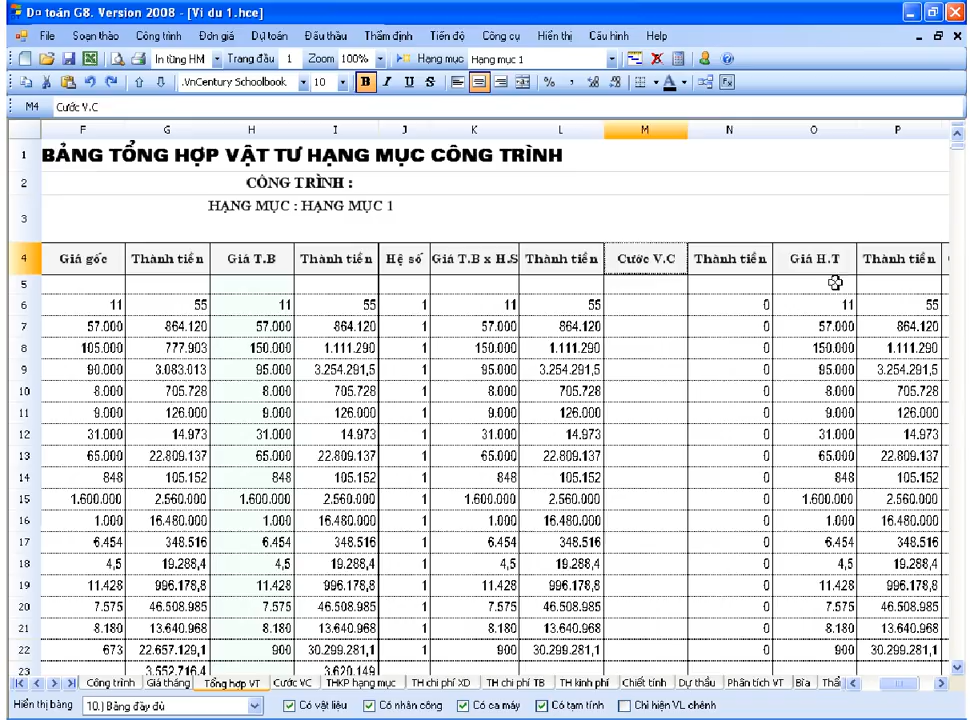 Dự toán G8. Version 2008 - [Vi du 1.hce]
File Soạn thảo Công trình Đơn giá Dự toán Đấu thầu Thẩm định Tiến độ Công cụ Hiển thị Cấu hình Help
In từng HM Trang đầu 1 Zoom 100% Hạng mục Hạng mục 1
.VnCentury Schoolbook 10 B I U S
M4 Cước V.C
F G H I J K L M N O P
1 BẢNG TỔNG HỢP VẬT TƯ HẠNG MỤC CÔNG TRÌNH
2 CÔNG TRÌNH :
3 HẠNG MỤC : HẠNG MỤC 1
4 Giá gốc Thành tiền Giá T.B Thành tiền Hệ số Giá T.B x H.S Thành tiền Cước V.C Thành tiền Giá H.T Thành tiền
5
6 11 55 11 55 1 11 55 0 11 55
7 57.000 864.120 57.000 864.120 1 57.000 864.120 0 57.000 864.120
8 105.000 777.903 150.000 1.111.290 1 150.000 1.111.290 0 150.000 1.111.290
9 90.000 3.083.013 95.000 3.254.291,5 1 95.000 3.254.291,5 0 95.000 3.254.291,5
10 8.000 705.728 8.000 705.728 1 8.000 705.728 0 8.000 705.728
11 9.000 126.000 9.000 126.000 1 9.000 126.000 0 9.000 126.000
12 31.000 14.973 31.000 14.973 1 31.000 14.973 0 31.000 14.973
13 65.000 22.809.137 65.000 22.809.137 1 65.000 22.809.137 0 65.000 22.809.137
14 848 105.152 848 105.152 1 848 105.152 0 848 105.152
15 1.600.000 2.560.000 1.600.000 2.560.000 1 1.600.000 2.560.000 0 1.600.000 2.560.000
16 1.000 16.480.000 1.000 16.480.000 1 1.000 16.480.000 0 1.000 16.480.000
17 6.454 348.516 6.454 348.516 1 6.454 348.516 0 6.454 348.516
18 4,5 19.288,4 4,5 19.288,4 1 4,5 19.288,4 0 4,5 19.288,4
19 11.428 996.178,8 11.428 996.178,8 1 11.428 996.178,8 0 11.428 996.178,8
20 7.575 46.508.985 7.575 46.508.985 1 7.575 46.508.985 0 7.575 46.508.985
21 8.180 13.640.968 8.180 13.640.968 1 8.180 13.640.968 0 8.180 13.640.968
22 673 22.657.129,1 900 30.299.281,1 1 900 30.299.281,1 0 900 30.299.281,1
23 3.552.716,4 3.620.149
Công trình Giá tháng Tổng hợp VT Cước VC THKP hạng mục TH chi phí XD TH chi phí TB TH kinh phí Chiết tính Dự thầu Phân tích VT Bìa Thẩ
Hiển thị bảng 10.) Bảng đầy đủ Có vật liệu Có nhân công Có ca máy Có tạm tính Chỉ hiện VL chênh